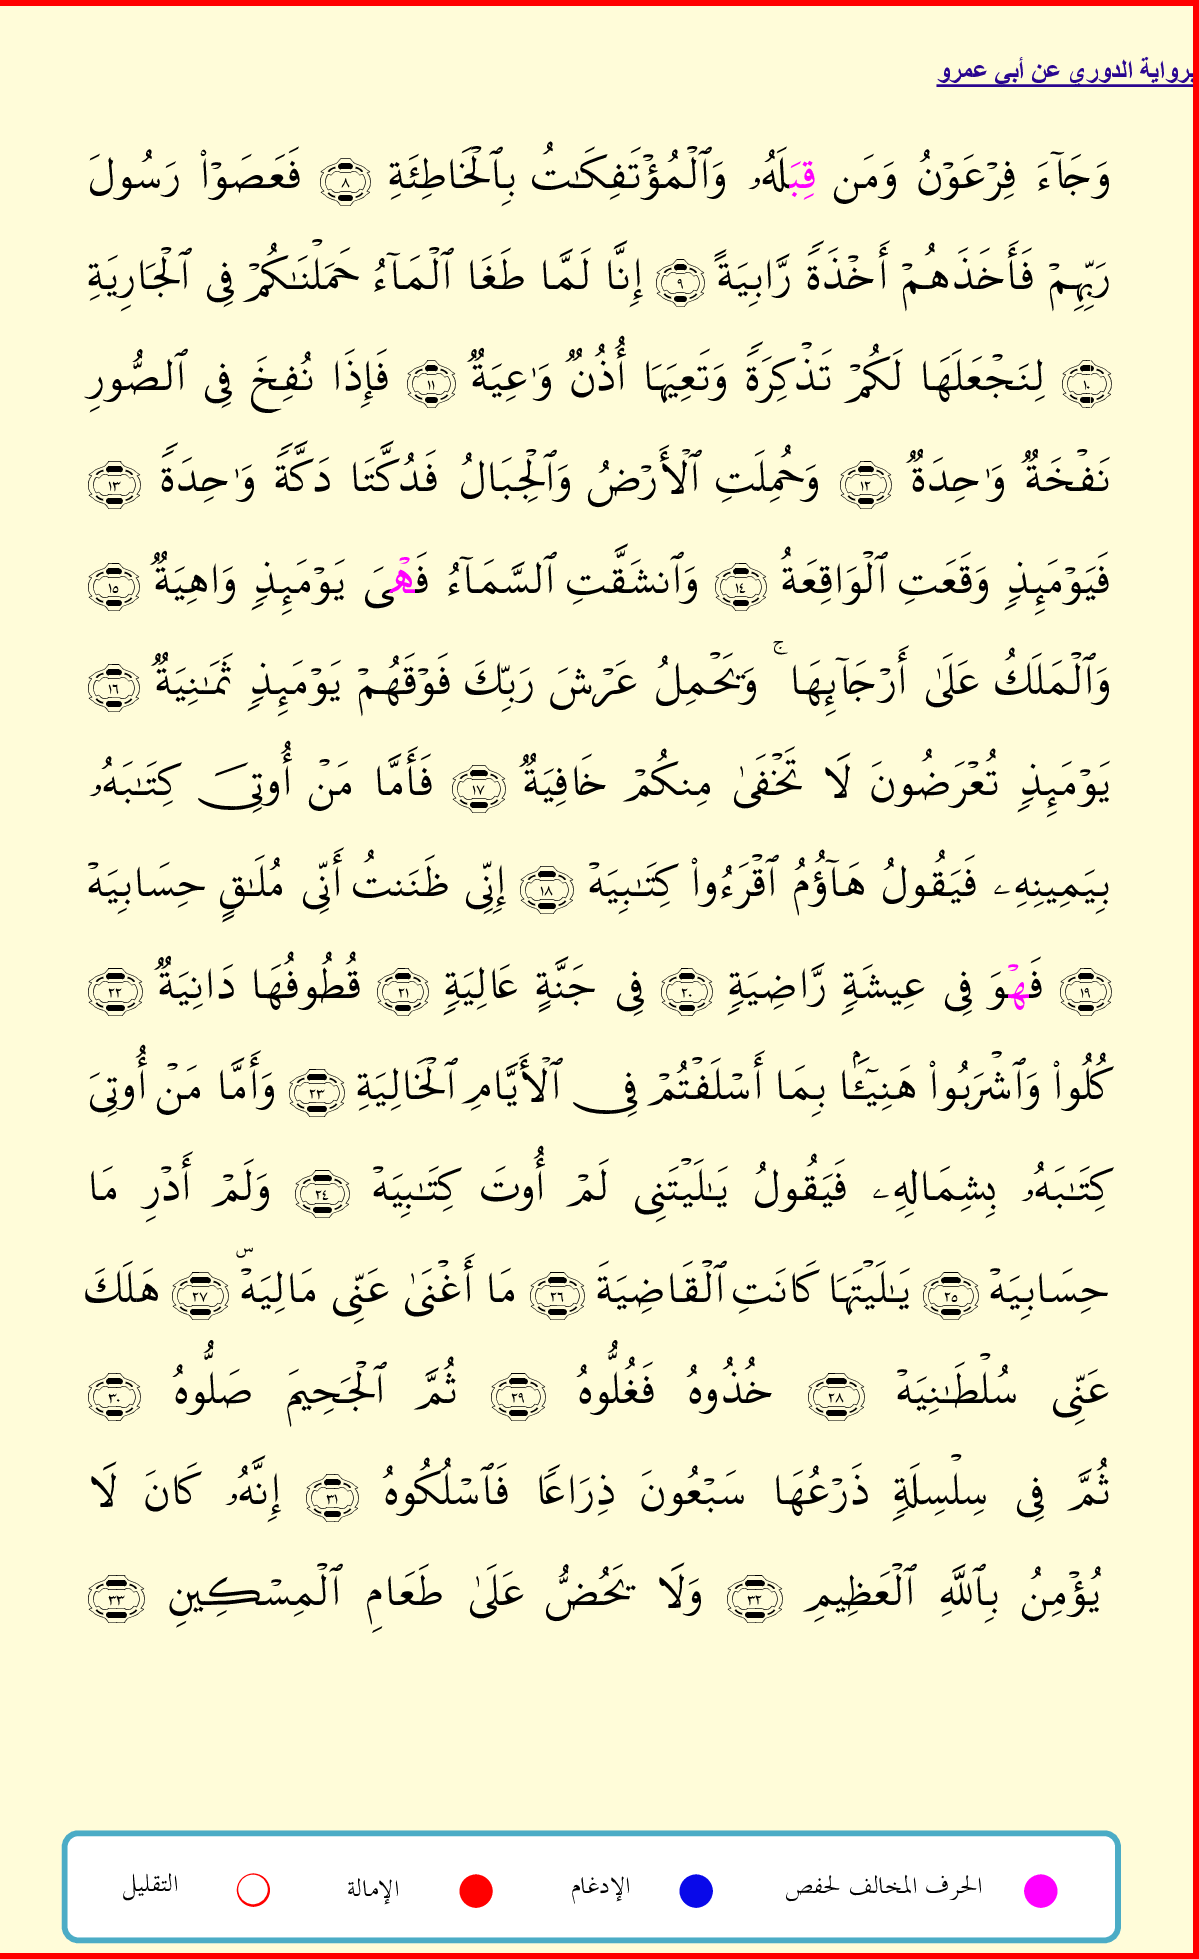 برواية الدوري عن أبي عمرو
وَجَآءَ فِرْعَوْنُ وَمَن قِبَلَهُۥ وَٱلْمُؤْتَفِكَٰتُ بِٱلْخَاطِئَةِ ٨ فَعَصَوْا۟ رَسُولَ
رَبِّهِمْ فَأَخَذَهُمْ أَخْذَةً رَّابِيَةً ٩ إِنَّا لَمَّا طَغَا ٱلْمَآءُ حَمَلْنَٰكُمْ فِى ٱلْجَارِيَةِ
١٠ لِنَجْعَلَهَا لَكُمْ تَذْكِرَةً وَتَعِيَهَا أُذُنٌ وَٰعِيَةٌ ١١ فَإِذَا نُفِخَ فِى ٱلصُّورِ
نَفْخَةٌ وَٰحِدَةٌ ١٢ وَحُمِلَتِ ٱلْأَرْضُ وَٱلْجِبَالُ فَدُكَّتَا دَكَّةً وَٰحِدَةً ١٣
فَيَوْمَئِذٍ وَقَعَتِ ٱلْوَاقِعَةُ ١٤ وَٱنشَقَّتِ ٱلسَّمَآءُ فَهْىَ يَوْمَئِذٍ وَاهِيَةٌ ١٥
وَٱلْمَلَكُ عَلَىٰٓ أَرْجَآئِهَا ۚ وَيَحْمِلُ عَرْشَ رَبِّكَ فَوْقَهُمْ يَوْمَئِذٍ ثَمَٰنِيَةٌ ١٦
يَوْمَئِذٍ تُعْرَضُونَ لَا تَخْفَىٰ مِنكُمْ خَافِيَةٌ ١٧ فَأَمَّا مَنْ أُوتِىَ كِتَٰبَهُۥ
بِيَمِينِهِۦ فَيَقُولُ هَآؤُمُ ٱقْرَءُوا۟ كِتَٰبِيَهْ ١٨ إِنِّى ظَنَنتُ أَنِّى مُلَٰقٍ حِسَابِيَهْ
١٩ فَهْوَ فِى عِيشَةٍ رَّاضِيَةٍ ٢٠ فِى جَنَّةٍ عَالِيَةٍ ٢١ قُطُوفُهَا دَانِيَةٌ ٢٢
كُلُوا۟ وَٱشْرَبُوا۟ هَنِيٓـًٔۢا بِمَا أَسْلَفْتُمْ فِى ٱلْأَيَّامِ ٱلْخَالِيَةِ ٢٣ وَأَمَّا مَنْ أُوتِىَ
كِتَٰبَهُۥ بِشِمَالِهِۦ فَيَقُولُ يَٰلَيْتَنِى لَمْ أُوتَ كِتَٰبِيَهْ ٢٤ وَلَمْ أَدْرِ مَا
حِسَابِيَهْ ٢٥ يَٰلَيْتَهَا كَانَتِ ٱلْقَاضِيَةَ ٢٦ مَا أَغْنَىٰ عَنِّى مَالِيَهْۜ ٢٧ هَلَكَ
عَنِّى سُلْطَٰنِيَهْ ٢٨ خُذُوهُ فَغُلُّوهُ ٢٩ ثُمَّ ٱلْجَحِيمَ صَلُّوهُ ٣٠
ثُمَّ فِى سِلْسِلَةٍ ذَرْعُهَا سَبْعُونَ ذِرَاعًا فَٱسْلُكُوهُ ٣١ إِنَّهُۥ كَانَ لَا
يُؤْمِنُ بِٱللَّهِ ٱلْعَظِيمِ ٣٢ وَلَا يَحُضُّ عَلَىٰ طَعَامِ ٱلْمِسْكِينِ ٣٣
الحرف المخالف لحفص الإدغام الإمالة التقليل